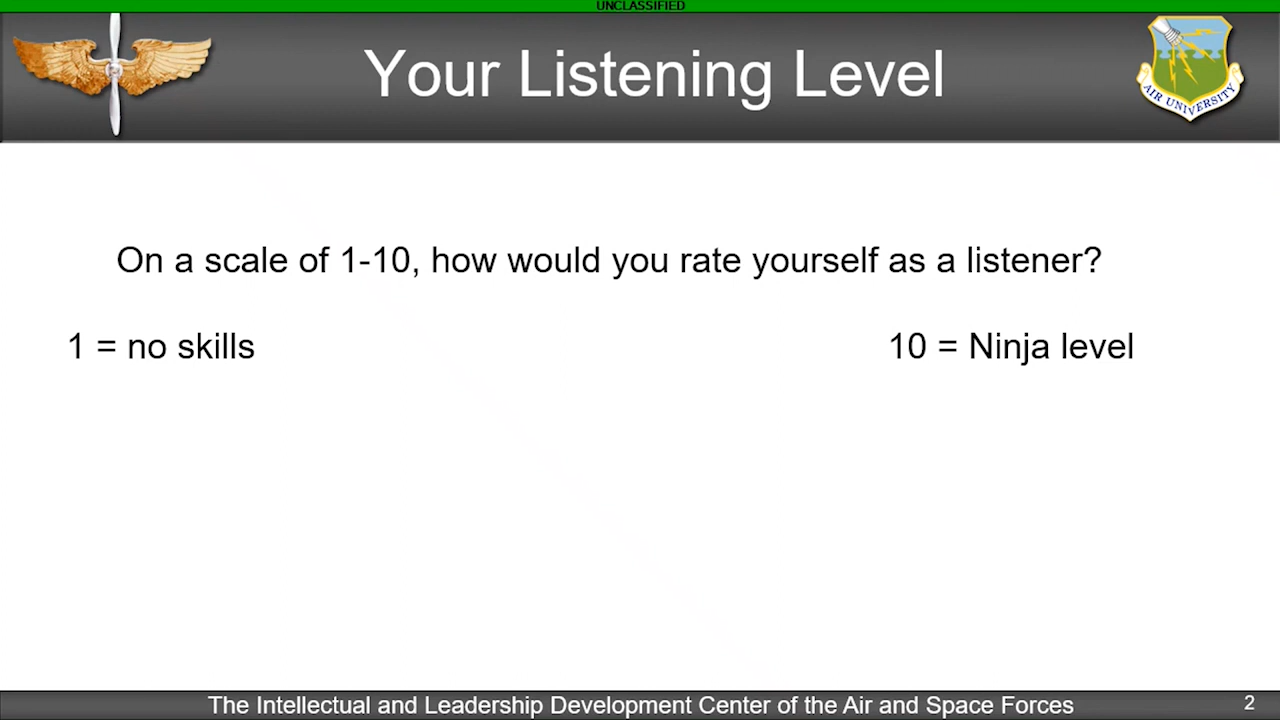 UNCLASSIFIED
Your Listening Level
AIR UNIVERSITY
On a scale of 1-10, how would you rate yourself as a listener?
1 = no skills
10 = Ninja level
The Intellectual and Leadership Development Center of the Air and Space Forces
2